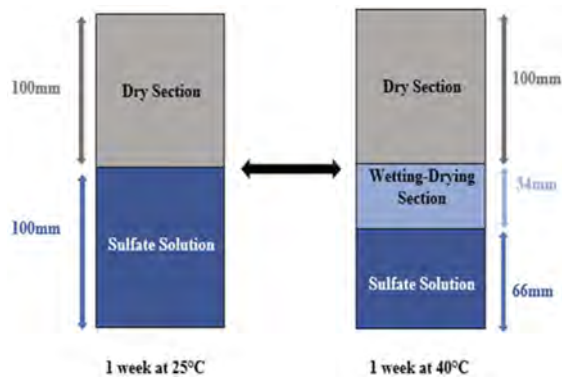 100mm
Dry Section
100mm
Sulfate Solution
1 week at 25°C
Dry Section
100mm
Wetting-Drying
Section
34mm
Sulfate Solution
66mm
1 week at 40°C